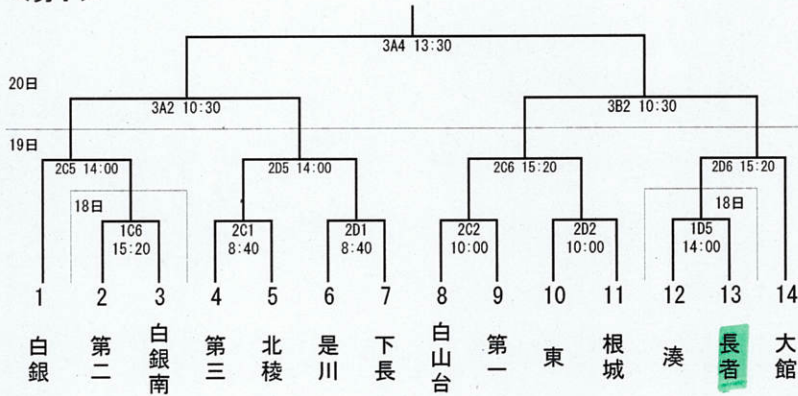 3A4 13:30
20日
3A2 10:30
3B2 10:30
19日
2C5 14:00
2D5 14:00
2C6 15:20
2D6 15:20
18日
18日
1C6
15:20
2C1
8:40
2D1
8:40
2C2
10:00
2D2
10:00
1D5
14:00
1 2 3 4 5 6 7 8 9 10 11 12 13 14
白銀
第二
白銀南
第三
北稜
是川
下長
白山台
第一
東
根城
湊
長者
大館